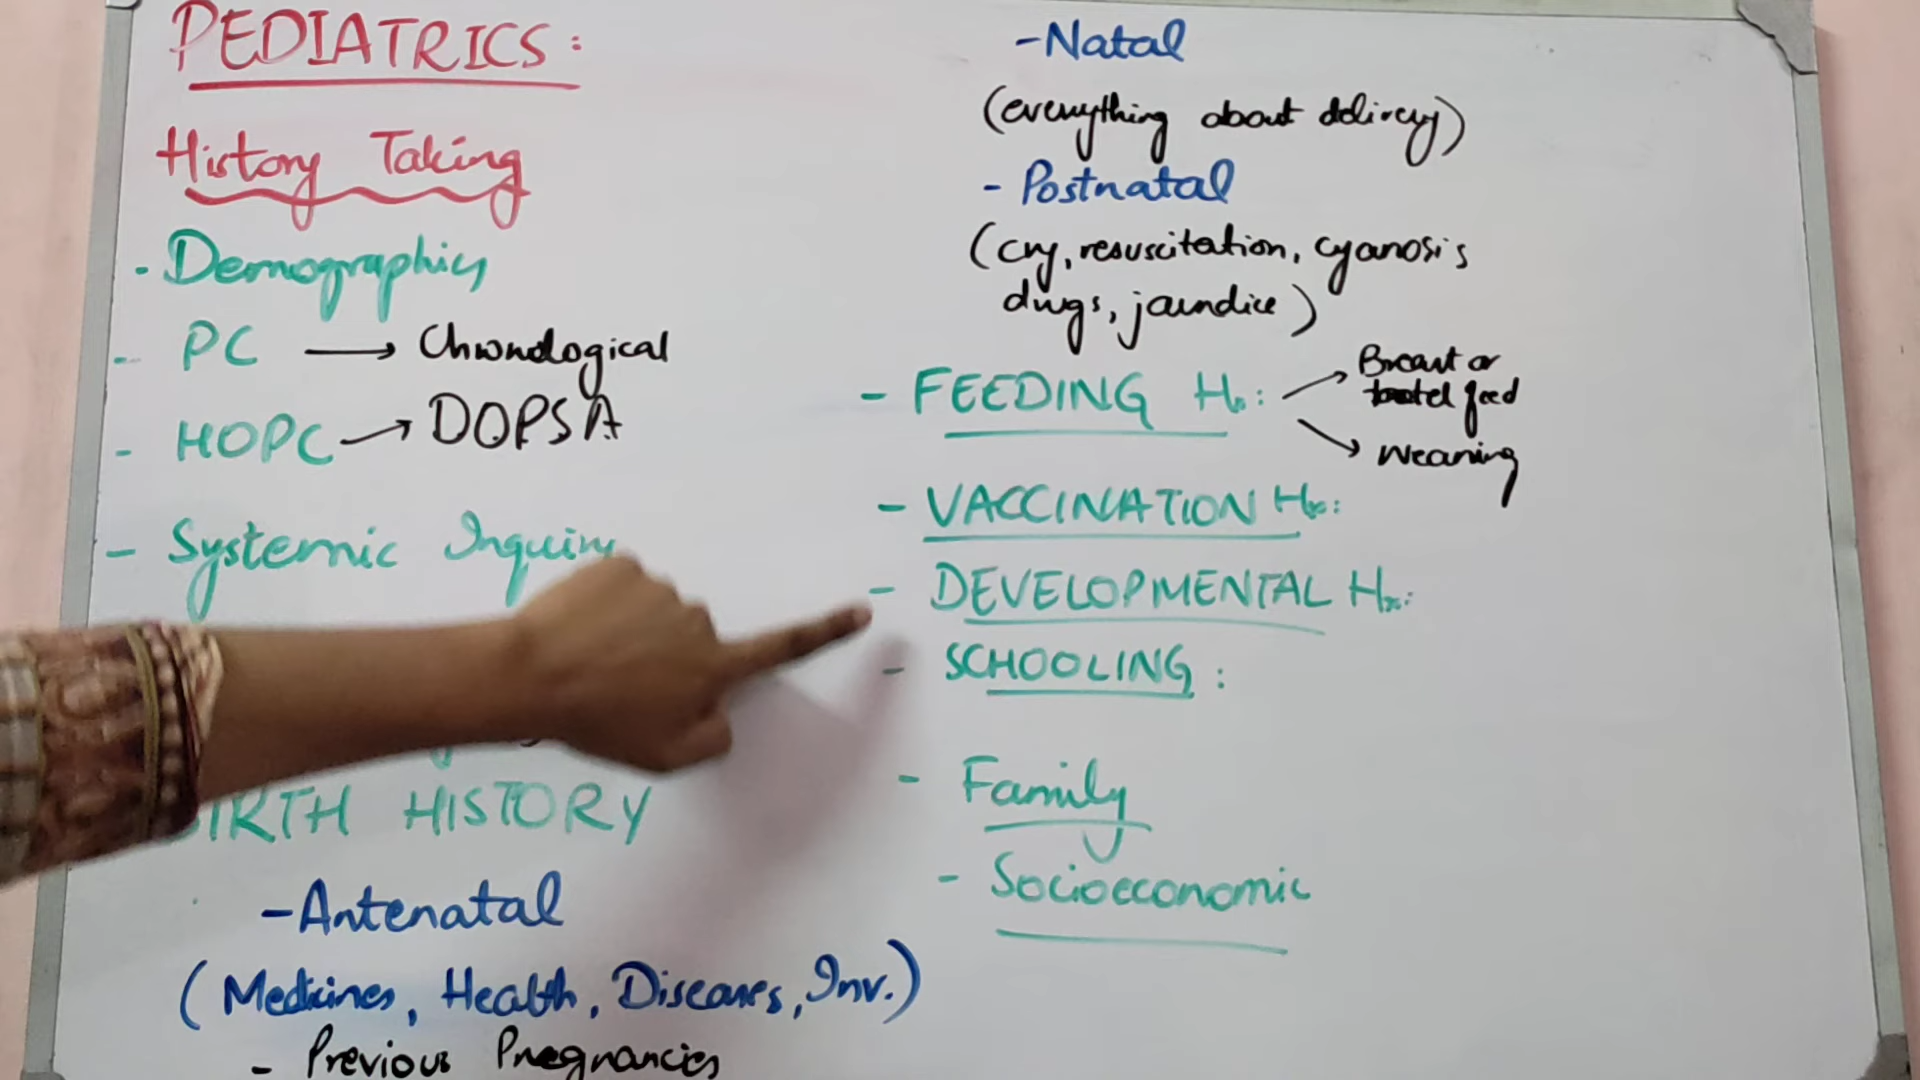 PEDIATRICS:
History Taking
- Demographics
- PC → Chronological
- HOPC → DOPSA
- Systemic Inquiry
BIRTH HISTORY
- Antenatal
(Medicines, Health, Diseases, Inv.)
- Previous Pregnancies
- Natal
(everything about delivery)
- Postnatal
(cry, resuscitation, cyanosis
drugs, jaundice)
- FEEDING Hx:
→ Breast or
feed
→ Weaning
- VACCINATION Hx:
- DEVELOPMENTAL Hx:
- SCHOOLING:
- Family
- Socioeconomic